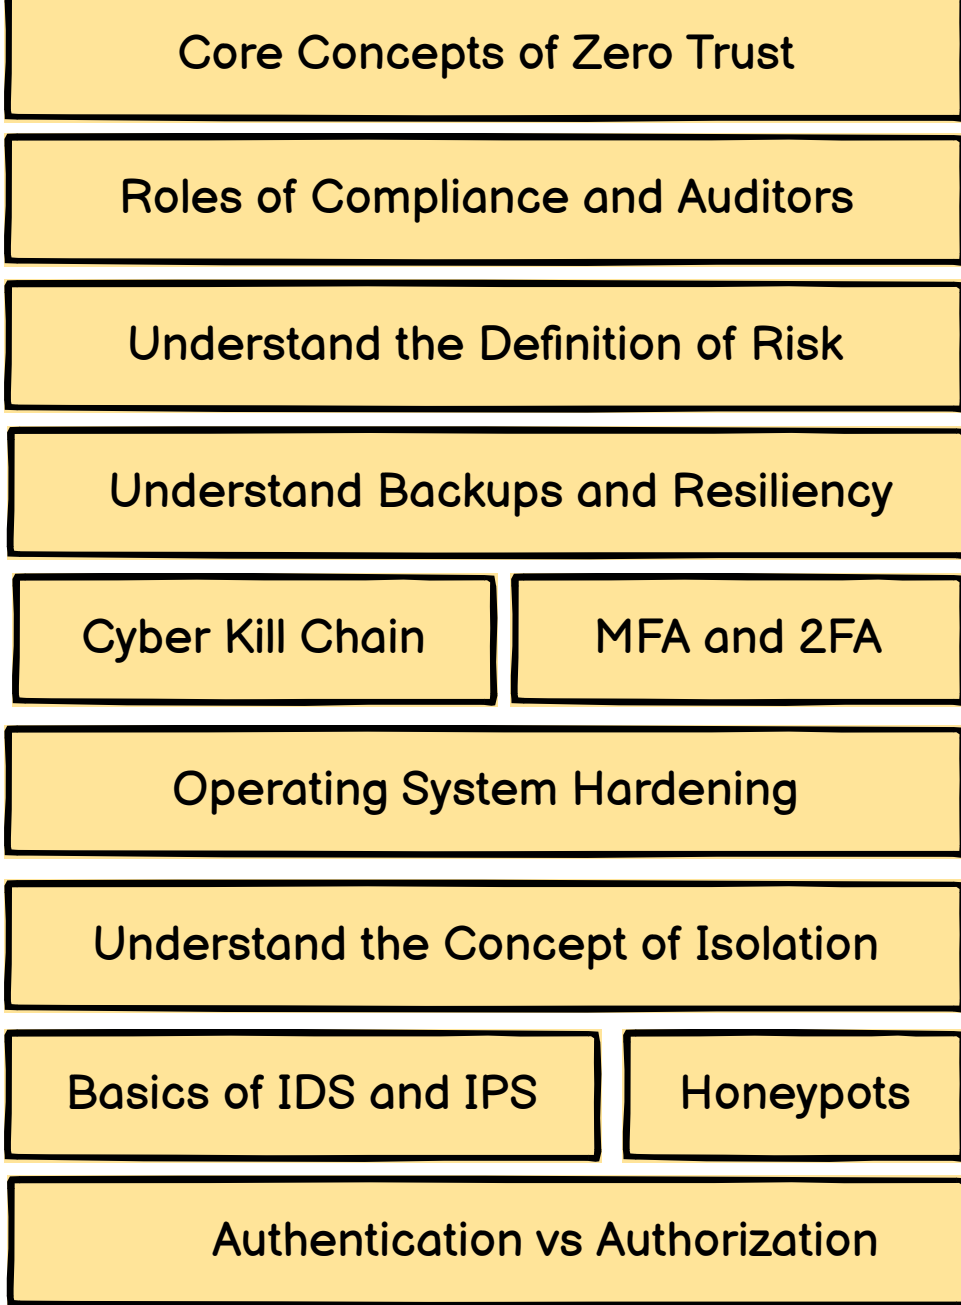 Core Concepts of Zero Trust
Roles of Compliance and Auditors
Understand the Definition of Risk
Understand Backups and Resiliency
Cyber Kill Chain
MFA and 2FA
Operating System Hardening
Understand the Concept of Isolation
Basics of IDS and IPS
Honeypots
Authentication vs Authorization